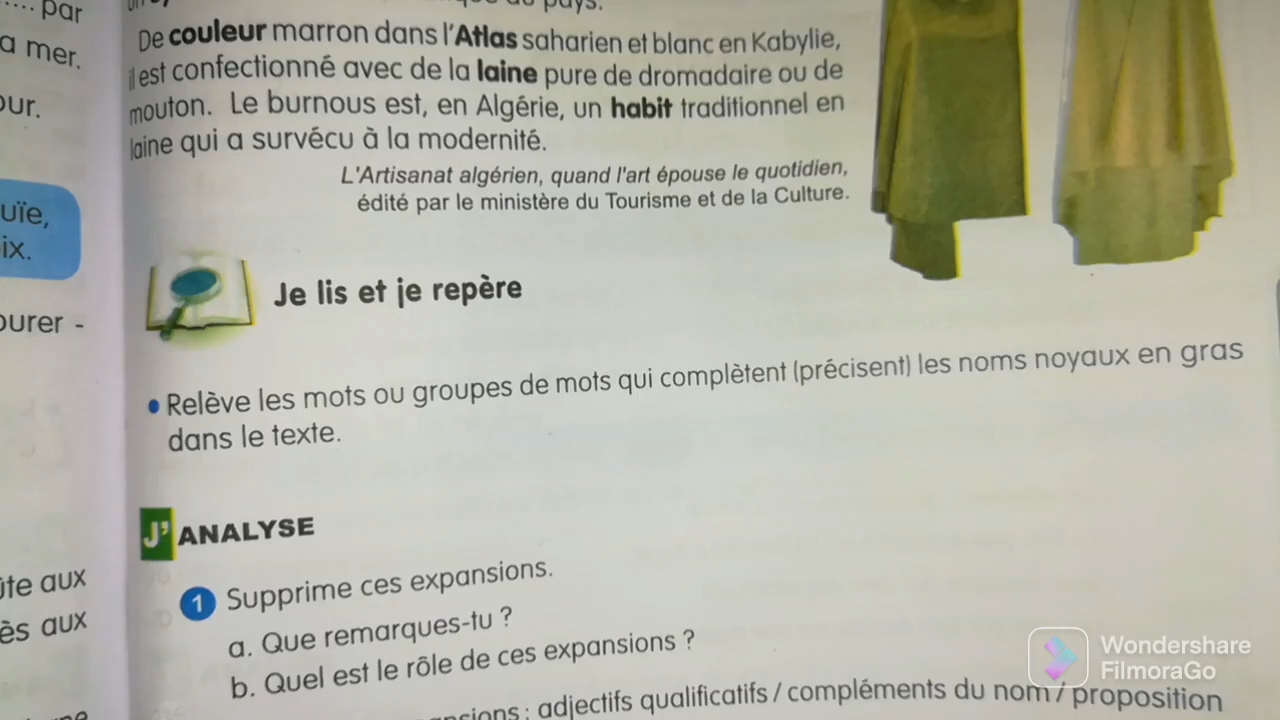 par
a mer.
our.
uïe,
ix.
ourer -
ès aux
pays.
De couleur marron dans l'Atlas saharien et blanc en Kabylie,
il est confectionné avec de la laine pure de dromadaire ou de
mouton. Le burnous est, en Algérie, un habit traditionnel en
laine qui a survécu à la modernité.
L'Artisanat algérien, quand l'art épouse le quotidien,
édité par le ministère du Tourisme et de la Culture.
Je lis et je repère
• Relève les mots ou groupes de mots qui complètent (précisent) les noms noyaux en gras
dans le texte.
J'ANALYSE
1 Supprime ces expansions.
a. Que remarques-tu ?
b. Quel est le rôle de ces expansions ?
: adjectifs qualificatifs / compléments du nom / proposition
Wondershare
FilmoraGo